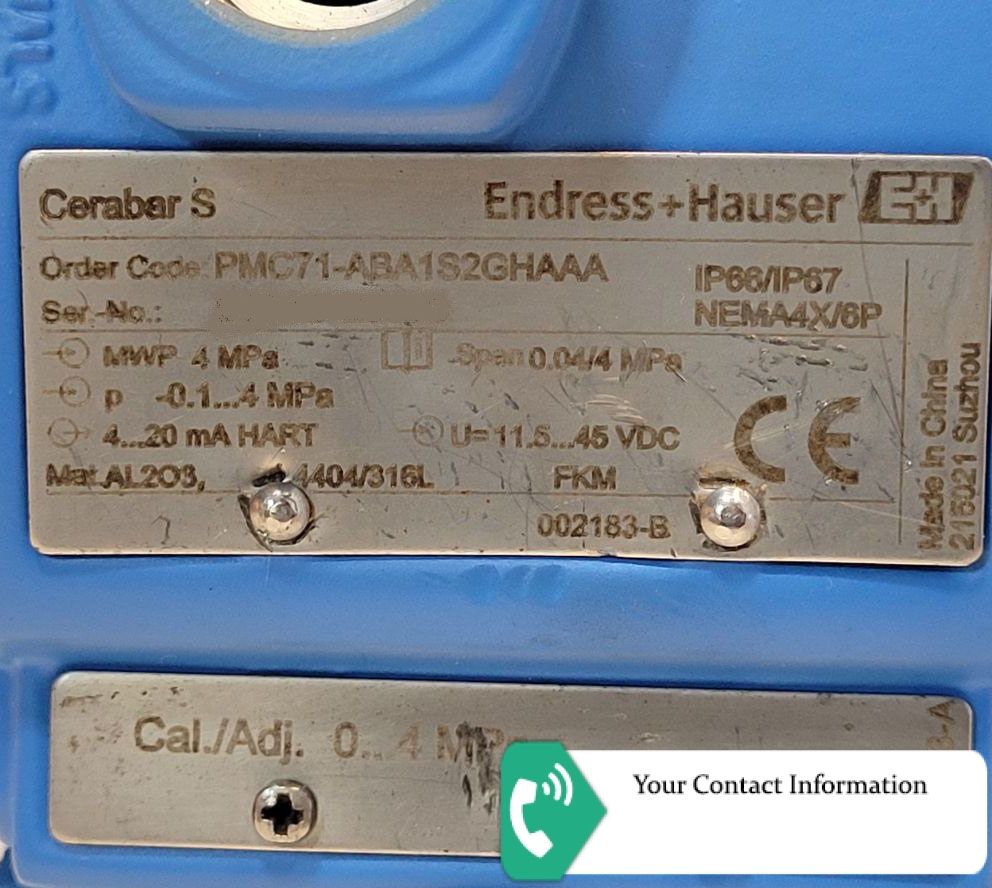 Cerabar S
Endress+Hauser
E+H
Order Code: PMC71-ABA1S2GHAAA
IP66/IP67
Ser.-No.:
NEMA4X/6P
MWP 4 MPa
Span 0.04/4 MPa
p -0.1...4 MPa
4...20 mA HART
U= 11.5...45 VDC
CE
Mat.AL2O3, 4404/316L FKM
002183-B
Made in China
215021 Suzhou
Cal./Adj. 0...4 MPa
Your Contact Information